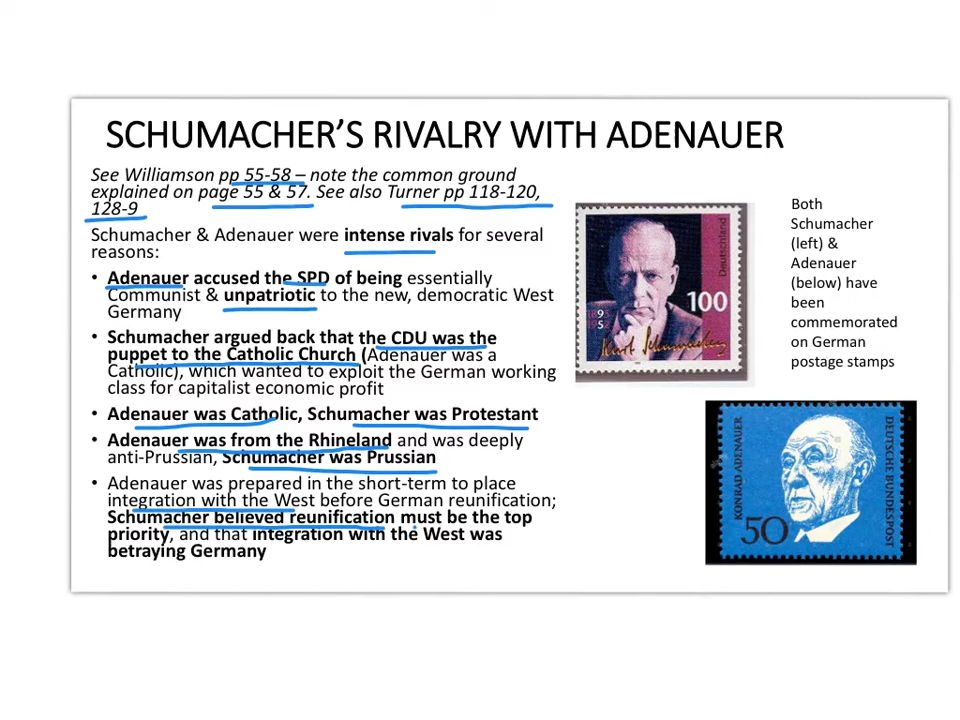 SCHUMACHER'S RIVALRY WITH ADENAUER
See Williamson pp 55-58 – note the common ground
explained on page 55 & 57. See also Turner pp 118-120,
128-9
Schumacher & Adenauer were intense rivals for several
reasons:
• Adenauer accused the SPD of being essentially
Communist & unpatriotic to the new, democratic West
Germany
• Schumacher argued back that the CDU was the
puppet to the Catholic Church (Adenauer was a
Catholic), which wanted to exploit the German working
class for capitalist economic profit
• Adenauer was Catholic, Schumacher was Protestant
• Adenauer was from the Rhineland and was deeply
anti-Prussian, Schumacher was Prussian
• Adenauer was prepared in the short-term to place
integration with the West before German reunification;
Schumacher believed reunification must be the top
priority, and that integration with the West was
betraying Germany
Deutschland
100
1895
1952
Kurt Schumacher
Both
Schumacher
(left) &
Adenauer
(below) have
been
commemorated
on German
postage stamps
KONRAD ADENAUER
50
DEUTSCHE BUNDESPOST